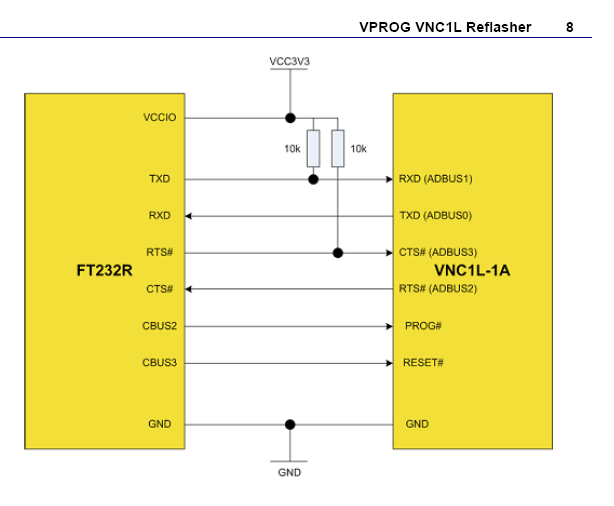 VPROG VNC1L Reflasher 8
VCC3V3
VCCIO
10k 10k
TXD RXD (ADBUS1)
RXD TXD (ADBUS0)
RTS# CTS# (ADBUS3)
FT232R VNC1L-1A
CTS# RTS# (ADBUS2)
CBUS2 PROG#
CBUS3 RESET#
GND GND
GND